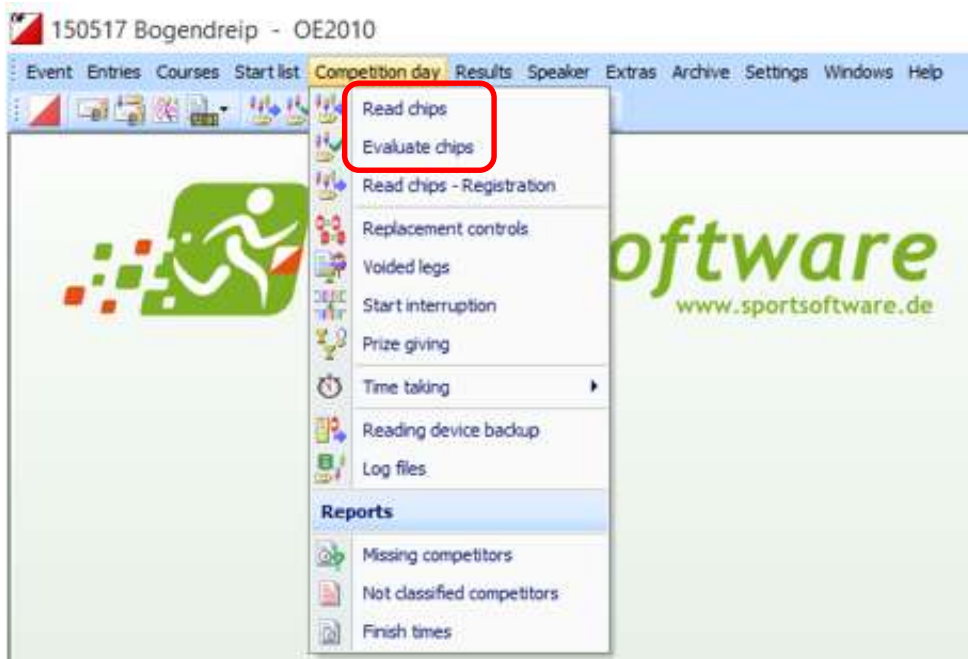 150517 Bogendreip - OE2010
Event Entries Courses Start list Competition day Results Speaker Extras Archive Settings Windows Help
Read chips
Evaluate chips
Read chips - Registration
Replacement controls
Voided legs
Start interruption
Prize giving
Time taking
Reading device backup
Log files
Reports
Missing competitors
Not classified competitors
Finish times
oftware
www.sportsoftware.de